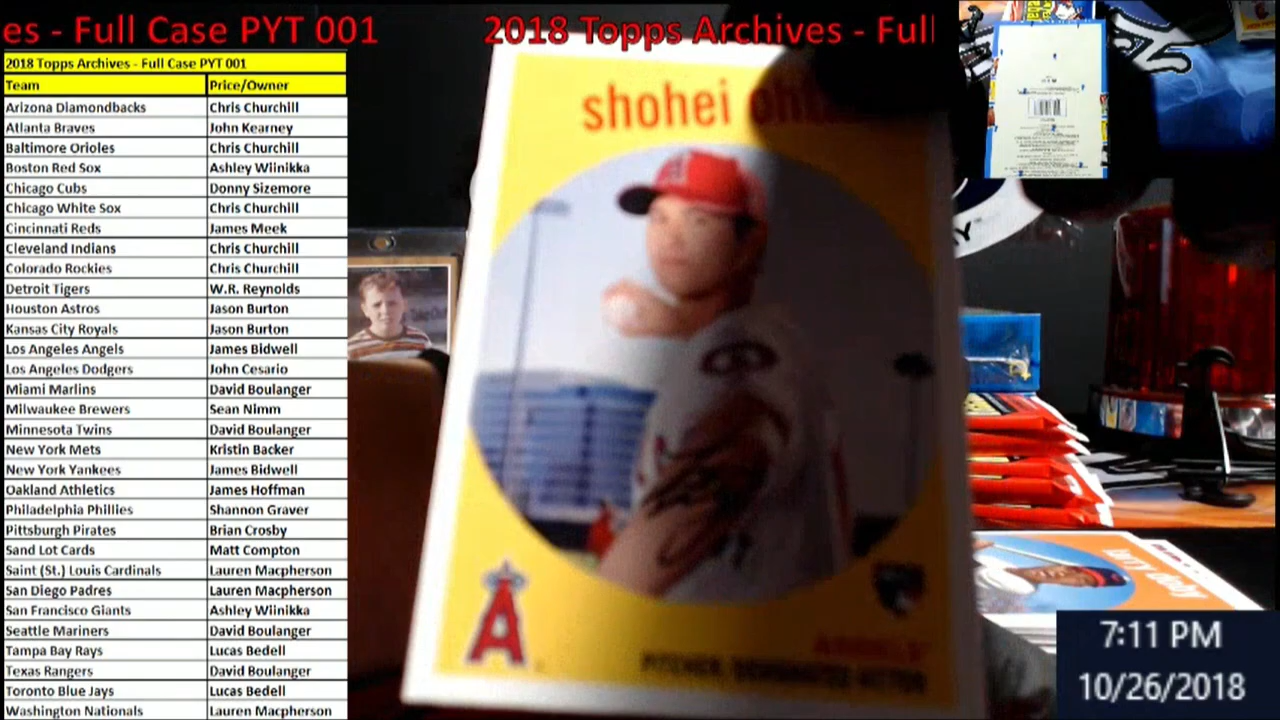 es - Full Case PYT 001
2018 Topps Archives - Full
2018 Topps Archives - Full Case PYT 001
Team Price/Owner
Arizona Diamondbacks Chris Churchill
Atlanta Braves John Kearney
Baltimore Orioles Chris Churchill
Boston Red Sox Ashley Wiinikka
Chicago Cubs Donny Sizemore
Chicago White Sox Chris Churchill
Cincinnati Reds James Meek
Cleveland Indians Chris Churchill
Colorado Rockies Chris Churchill
Detroit Tigers W.R. Reynolds
Houston Astros Jason Burton
Kansas City Royals Jason Burton
Los Angeles Angels James Bidwell
Los Angeles Dodgers John Cesario
Miami Marlins David Boulanger
Milwaukee Brewers Sean Nimm
Minnesota Twins David Boulanger
New York Mets Kristin Backer
New York Yankees James Bidwell
Oakland Athletics James Hoffman
Philadelphia Phillies Shannon Graver
Pittsburgh Pirates Brian Crosby
Sand Lot Cards Matt Compton
Saint (St.) Louis Cardinals Lauren Macpherson
San Diego Padres Lauren Macpherson
San Francisco Giants Ashley Wiinikka
Seattle Mariners David Boulanger
Tampa Bay Rays Lucas Bedell
Texas Rangers David Boulanger
Toronto Blue Jays Lucas Bedell
Washington Nationals Lauren Macpherson
shohei
A
ANGELS
PITCHER/DESIGNATED HITTER
7:11 PM
10/26/2018